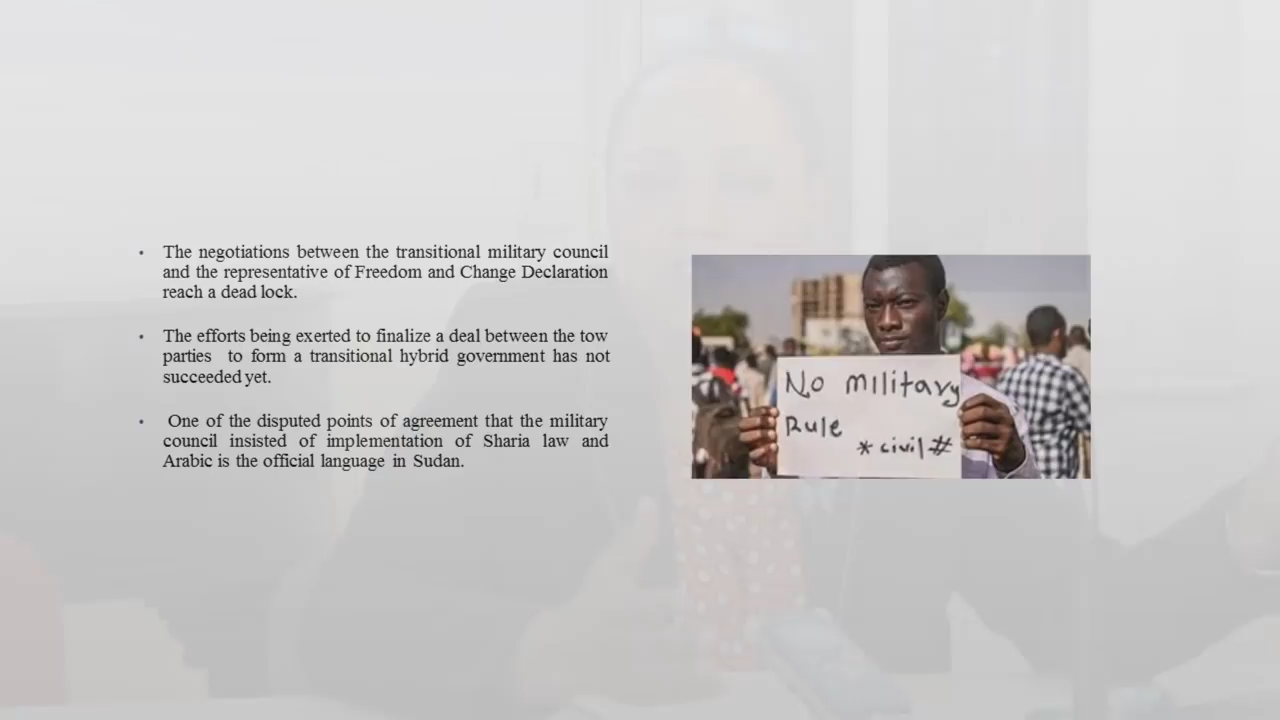 • The negotiations between the transitional military council
and the representative of Freedom and Change Declaration
reach a dead lock.
• The efforts being exerted to finalize a deal between the tow
parties to form a transitional hybrid government has not
succeeded yet.
• One of the disputed points of agreement that the military
council insisted of implementation of Sharia law and
Arabic is the official language in Sudan.
No military
Rule
*civil#